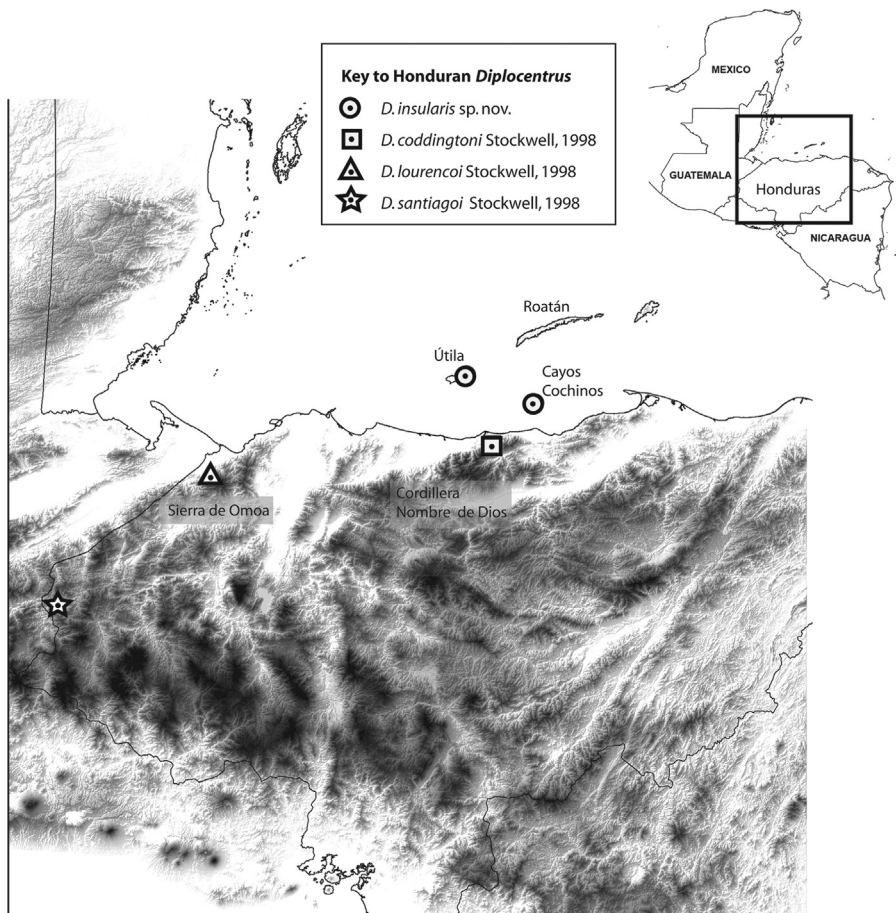 Key to Honduran Diplocentrus
D. insularis sp. nov.
D. coddingtoni Stockwell, 1998
D. lourencoi Stockwell, 1998
D. santiagoi Stockwell, 1998
MEXICO
GUATEMALA
Honduras
NICARAGUA
Roatán
Útila
Cayos
Cochinos
Sierra de Omoa
Cordillera
Nombre de Dios